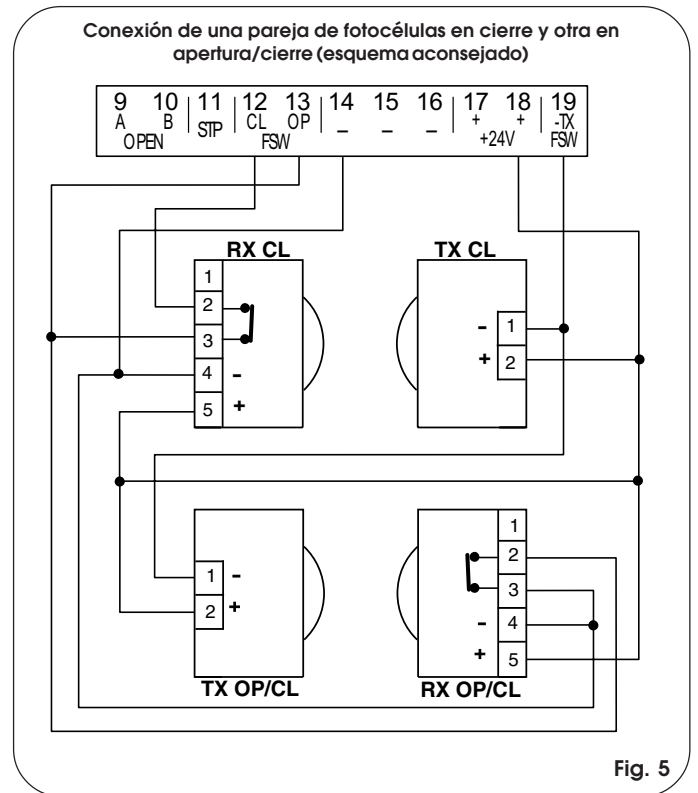 Conexión de una pareja de fotocélulas en cierre y otra en
apertura/cierre (esquema aconsejado)
9 10 11 12 13 14 15 16 17 18 19
A B STP CL OP - - - + + -TX
OPEN FSW +24V FSW
RX CL TX CL
1
2
3
4 -
5 +
- 1
+ 2
1 -
2 +
1
2
3
- 4
+ 5
TX OP/CL RX OP/CL
Fig. 5